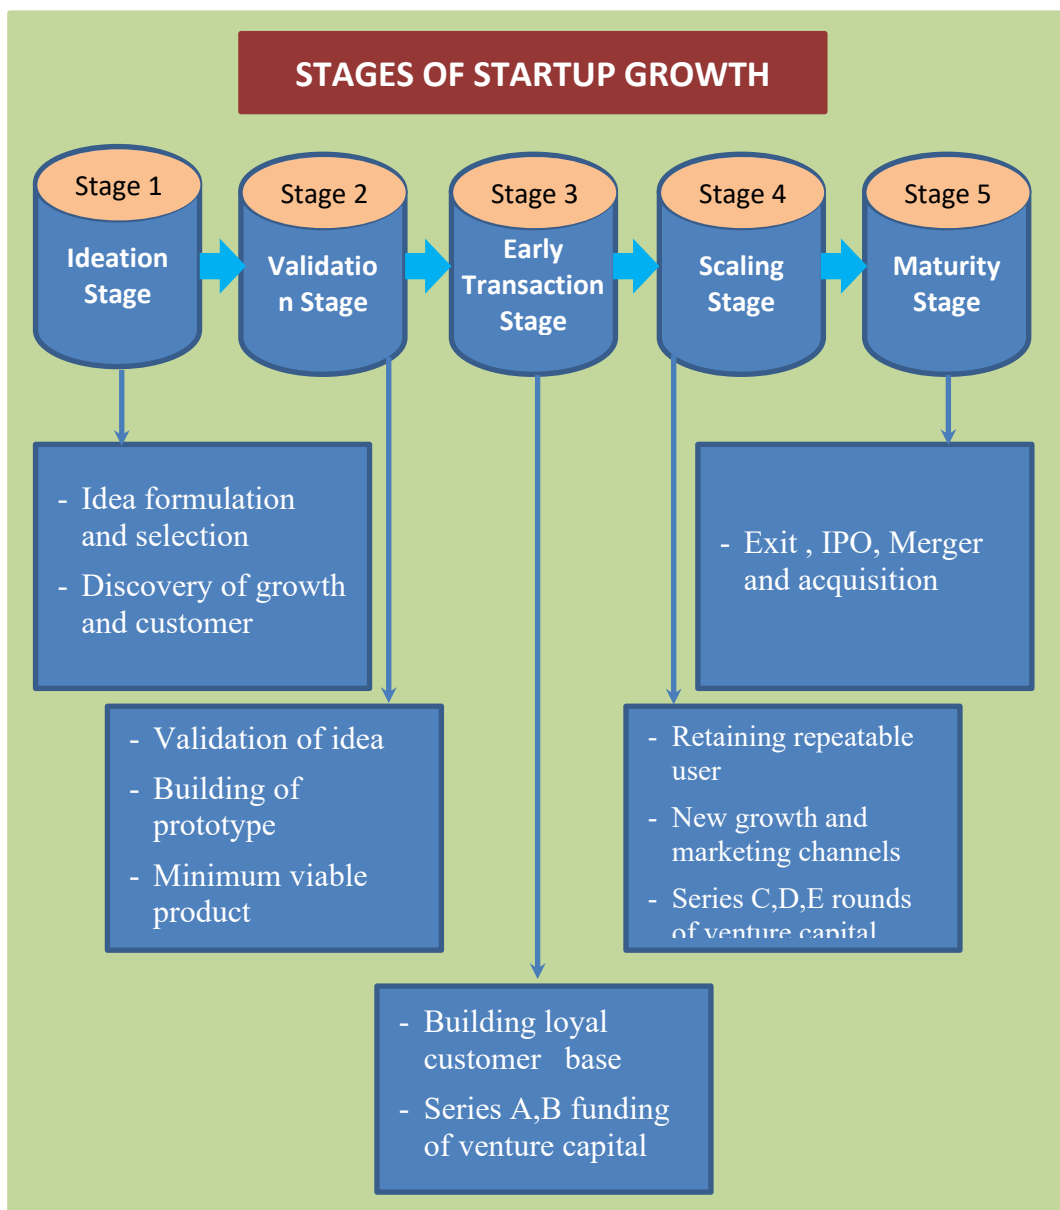 STAGES OF STARTUP GROWTH
Stage 1
Ideation
Stage
Stage 2
Validatio
n Stage
Stage 3
Early
Transaction
Stage
Stage 4
Scaling
Stage
Stage 5
Maturity
Stage
- Idea formulation
and selection
- Discovery of growth
and customer
- Exit , IPO, Merger
and acquisition
- Validation of idea
- Building of
prototype
- Minimum viable
product
- Retaining repeatable
user
- New growth and
marketing channels
- Series C,D,E rounds
of venture capital
- Building loyal
customer base
- Series A,B funding
of venture capital